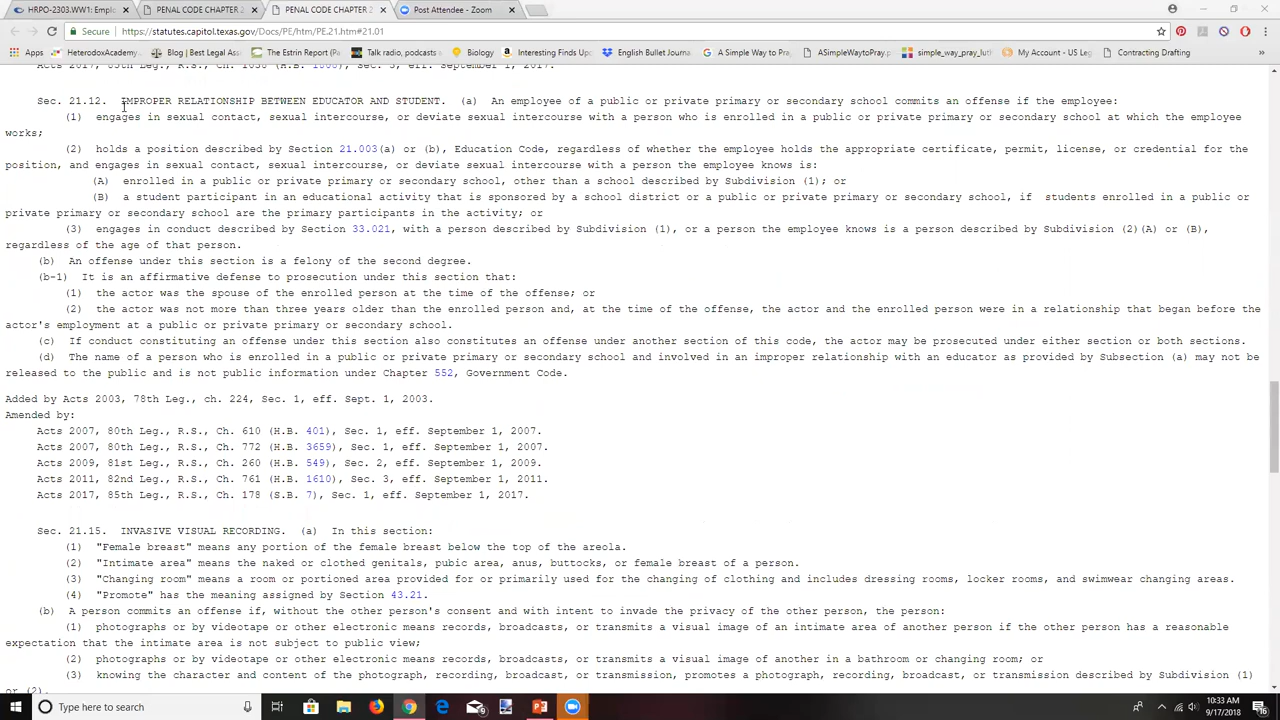 HRPO-2303.WW1: Emplo
PENAL CODE CHAPTER 2
PENAL CODE CHAPTER 2
Post Attendee - Zoom
Secure
https://statutes.capitol.texas.gov/Docs/PE/htm/PE.21.htm#21.01
Apps
HeterodoxAcademy
Blog | Best Legal Assi
The Estrin Report (The
Talk radio, podcasts a
Biology
Interesting Finds Upd
English Bullet Journa
A Simple Way to Pra
ASimpleWaytoPray.p
simple_way_pray_luth
My Account - US Leg
Contracting Drafting
Sec. 21.12. IMPROPER RELATIONSHIP BETWEEN EDUCATOR AND STUDENT. (a) An employee of a public or private primary or secondary school commits an offense if the employee:
(1) engages in sexual contact, sexual intercourse, or deviate sexual intercourse with a person who is enrolled in a public or private primary or secondary school at which the employee
works;
(2) holds a position described by Section 21.003(a) or (b), Education Code, regardless of whether the employee holds the appropriate certificate, permit, license, or credential for the
position, and engages in sexual contact, sexual intercourse, or deviate sexual intercourse with a person the employee knows is:
(A) enrolled in a public or private primary or secondary school, other than a school described by Subdivision (1); or
(B) a student participant in an educational activity that is sponsored by a school district or a public or private primary or secondary school, if students enrolled in a public or
private primary or secondary school are the primary participants in the activity; or
(3) engages in conduct described by Section 33.021, with a person described by Subdivision (1), or a person the employee knows is a person described by Subdivision (2)(A) or (B),
regardless of the age of that person.
(b) An offense under this section is a felony of the second degree.
(b-1) It is an affirmative defense to prosecution under this section that:
(1) the actor was the spouse of the enrolled person at the time of the offense; or
(2) the actor was not more than three years older than the enrolled person and, at the time of the offense, the actor and the enrolled person were in a relationship that began before the
actor's employment at a public or private primary or secondary school.
(c) If conduct constituting an offense under this section also constitutes an offense under another section of this code, the actor may be prosecuted under either section or both sections.
(d) The name of a person who is enrolled in a public or private primary or secondary school and involved in an improper relationship with an educator as provided by Subsection (a) may not be
released to the public and is not public information under Chapter 552, Government Code.
Added by Acts 2003, 78th Leg., ch. 224, Sec. 1, eff. Sept. 1, 2003.
Amended by:
Acts 2007, 80th Leg., R.S., Ch. 610 (H.B. 401), Sec. 1, eff. September 1, 2007.
Acts 2007, 80th Leg., R.S., Ch. 772 (H.B. 3659), Sec. 1, eff. September 1, 2007.
Acts 2009, 81st Leg., R.S., Ch. 260 (H.B. 549), Sec. 2, eff. September 1, 2009.
Acts 2011, 82nd Leg., R.S., Ch. 761 (H.B. 1610), Sec. 3, eff. September 1, 2011.
Acts 2017, 85th Leg., R.S., Ch. 178 (S.B. 7), Sec. 1, eff. September 1, 2017.
Sec. 21.15. INVASIVE VISUAL RECORDING. (a) In this section:
(1) "Female breast" means any portion of the female breast below the top of the areola.
(2) "Intimate area" means the naked or clothed genitals, pubic area, anus, buttocks, or female breast of a person.
(3) "Changing room" means a room or portioned area provided for or primarily used for the changing of clothing and includes dressing rooms, locker rooms, and swimwear changing areas.
(4) "Promote" has the meaning assigned by Section 43.21.
(b) A person commits an offense if, without the other person's consent and with intent to invade the privacy of the other person, the person:
(1) photographs or by videotape or other electronic means records, broadcasts, or transmits a visual image of an intimate area of another person if the other person has a reasonable
expectation that the intimate area is not subject to public view;
(2) photographs or by videotape or other electronic means records, broadcasts, or transmits a visual image of another in a bathroom or changing room; or
(3) knowing the character and content of the photograph, recording, broadcast, or transmission, promotes a photograph, recording, broadcast, or transmission described by Subdivision (1)
or (2).
Type here to search
10:33 AM
9/17/2018